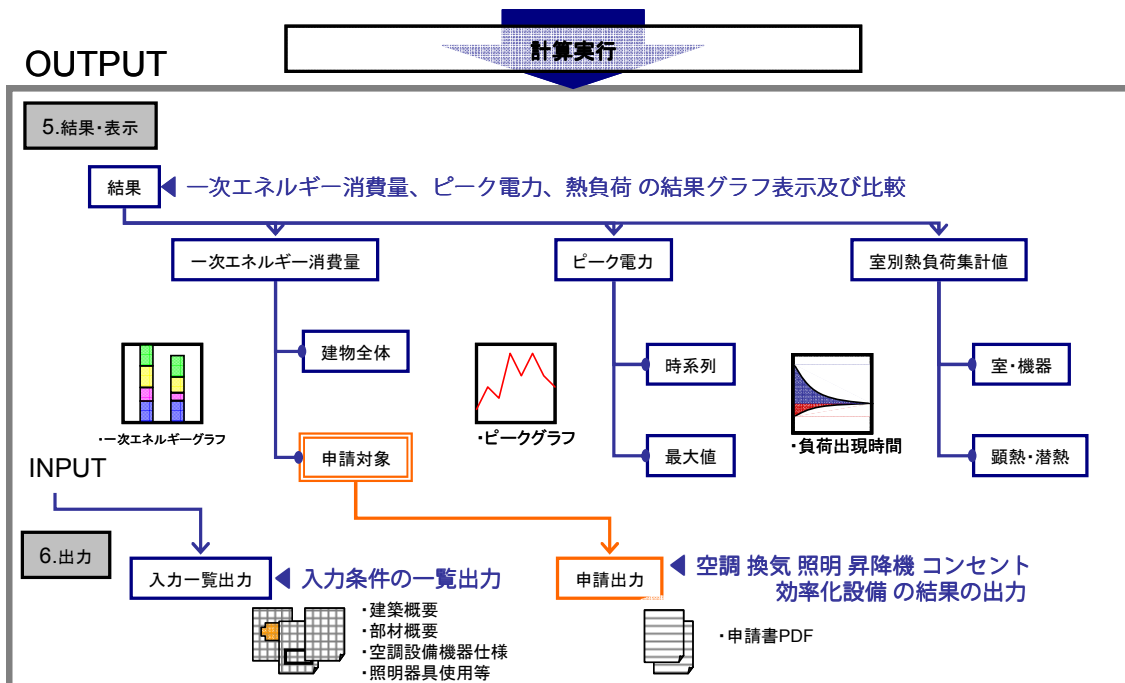 計算実行
OUTPUT
5.結果・表示
結果
一次エネルギー消費量、ピーク電力、熱負荷 の結果グラフ表示及び比較
一次エネルギー消費量
ピーク電力
室別熱負荷集計値
建物全体
時系列
室・機器
・一次エネルギーグラフ
・ピークグラフ
・負荷出現時間
申請対象
最大値
顕熱・潜熱
INPUT
6.出力
入力一覧出力
入力条件の一覧出力
申請出力
空調 換気 照明 昇降機 コンセント
効率化設備 の結果の出力
・建築概要
・部材概要
・空調設備機器仕様
・照明器具使用等
・申請書PDF